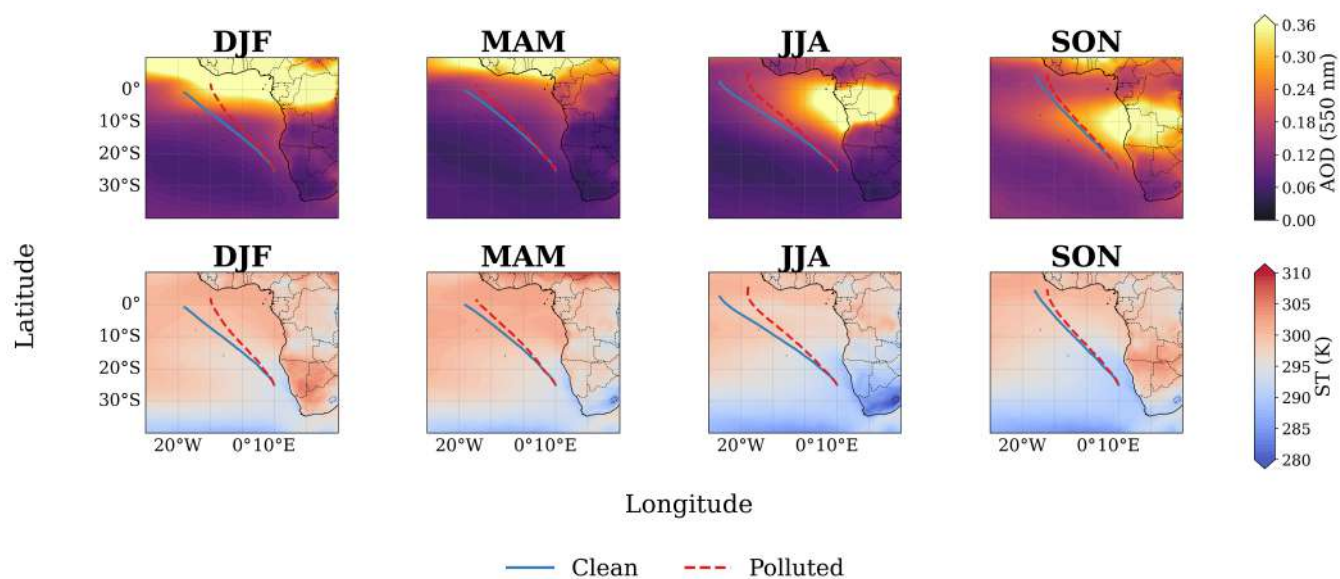 DJF MAM JJA SON
0°
10°S
20°S
30°S
0.36
0.30
0.24
0.18
0.12
0.06
0.00
AOD (550 nm)
Latitude
DJF MAM JJA SON
0°
10°S
20°S
30°S
20°W 0°10°E 20°W 0°10°E 20°W 0°10°E 20°W 0°10°E
310
305
300
295
290
285
280
ST (K)
Longitude
Clean Polluted